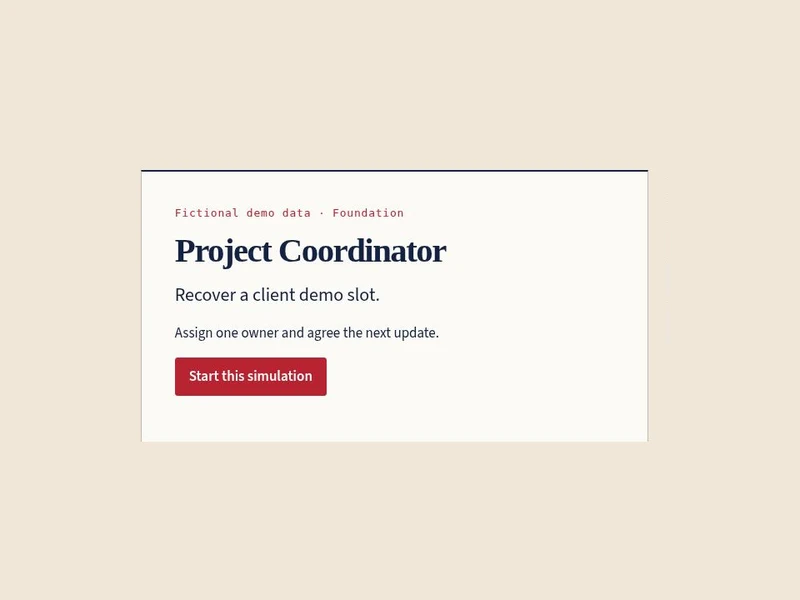 Fictional demo data · Foundation
Project Coordinator
Recover a client demo slot.
Assign one owner and agree the next update.
Start this simulation